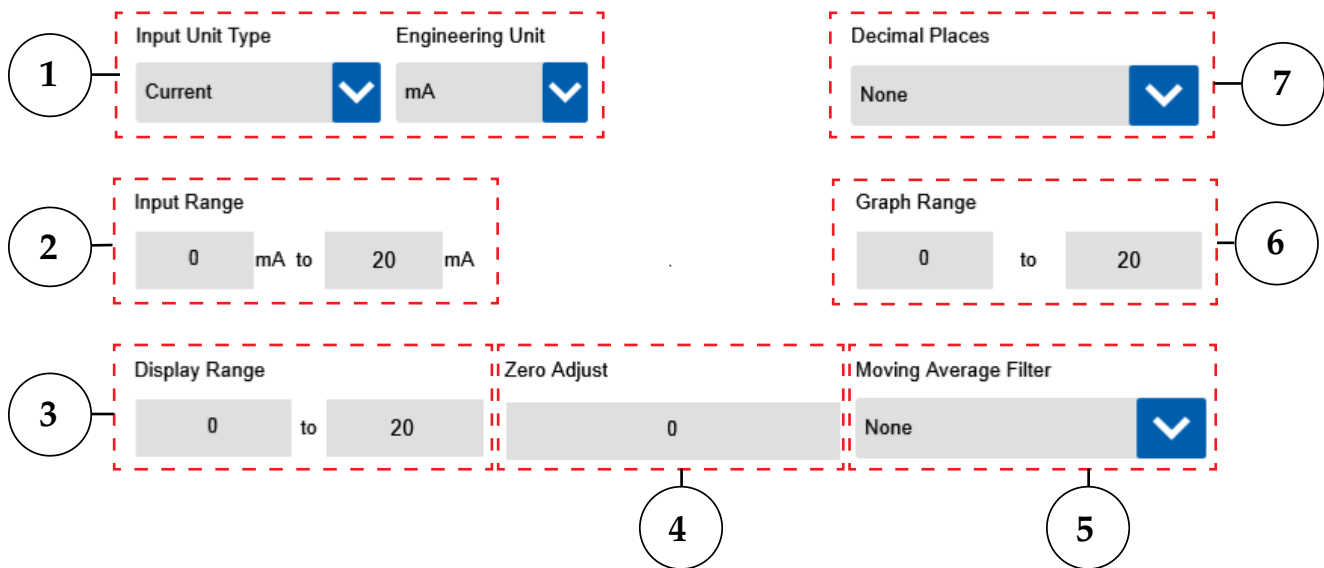 Input Unit Type Engineering Unit Decimal Places
1 Current mA None 7
Input Range Graph Range
2 0 mA to 20 mA 0 to 20 6
Display Range Zero Adjust Moving Average Filter
3 0 to 20 0 None
4 5